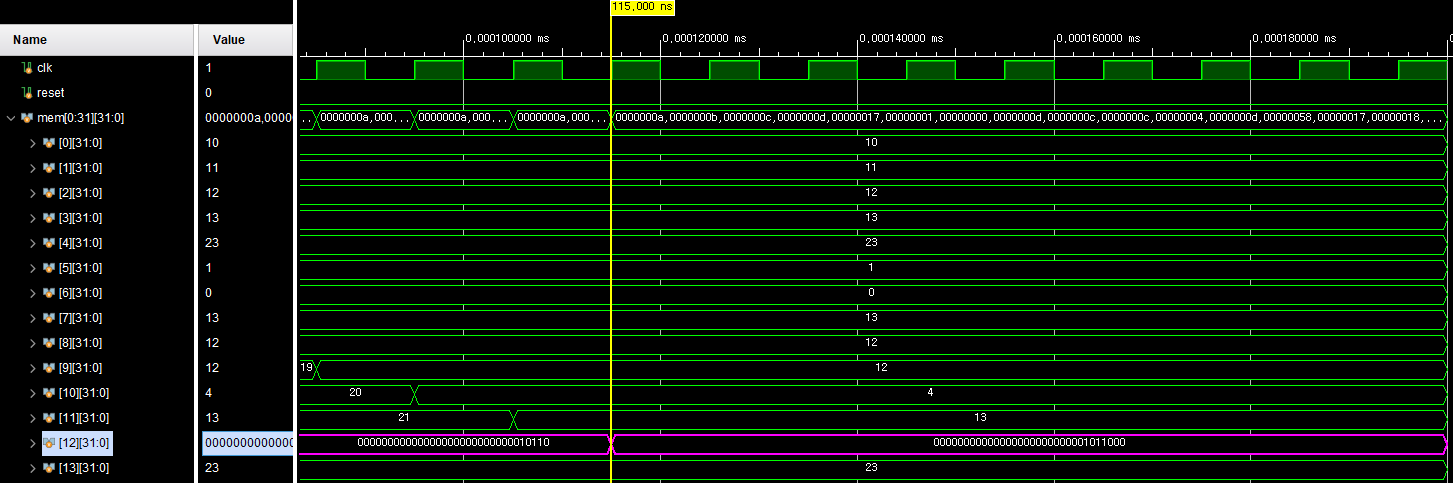 115,000 ns
Name Value
0,000100000 ms 0,000120000 ms 0,000140000 ms 0,000160000 ms 0,000180000 ms
clk 1
reset 0
mem[0:31][31:0] 0000000a,0000 ... 0000000a,000... 0000000a,000... 0000000a,000... 0000000a,0000000b,0000000c,0000000d,00000017,00000001,00000000,0000000d,0000000c,0000000c,00000004,0000000d,00000058,00000017,00000018,...
[0][31:0] 10 10
[1][31:0] 11 11
[2][31:0] 12 12
[3][31:0] 13 13
[4][31:0] 23 23
[5][31:0] 1 1
[6][31:0] 0 0
[7][31:0] 13 13
[8][31:0] 12 12
[9][31:0] 12 19 12
[10][31:0] 4 20 4
[11][31:0] 13 21 13
[12][31:0] 0000000000000 00000000000000000000000000010110 00000000000000000000000001011000
[13][31:0] 23 23